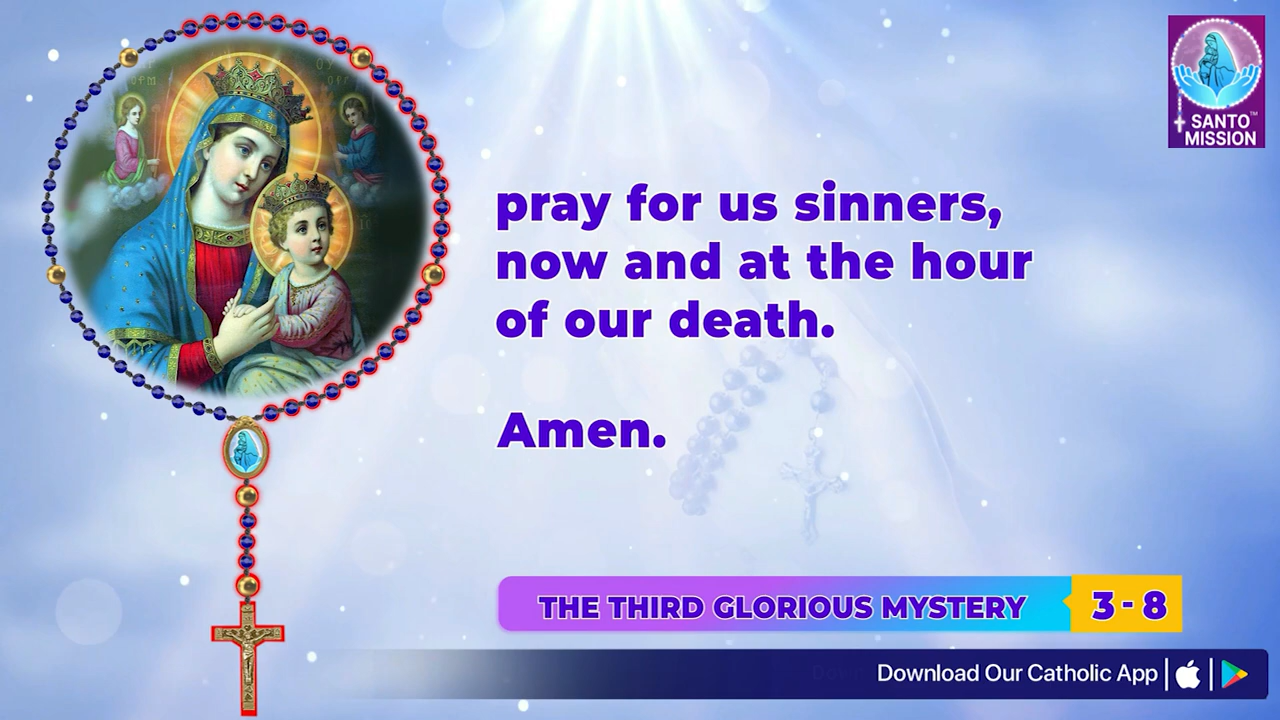 SANTO™
MISSION
pray for us sinners,
now and at the hour
of our death.
Amen.
THE THIRD GLORIOUS MYSTERY
3 - 8
Download Our Catholic App